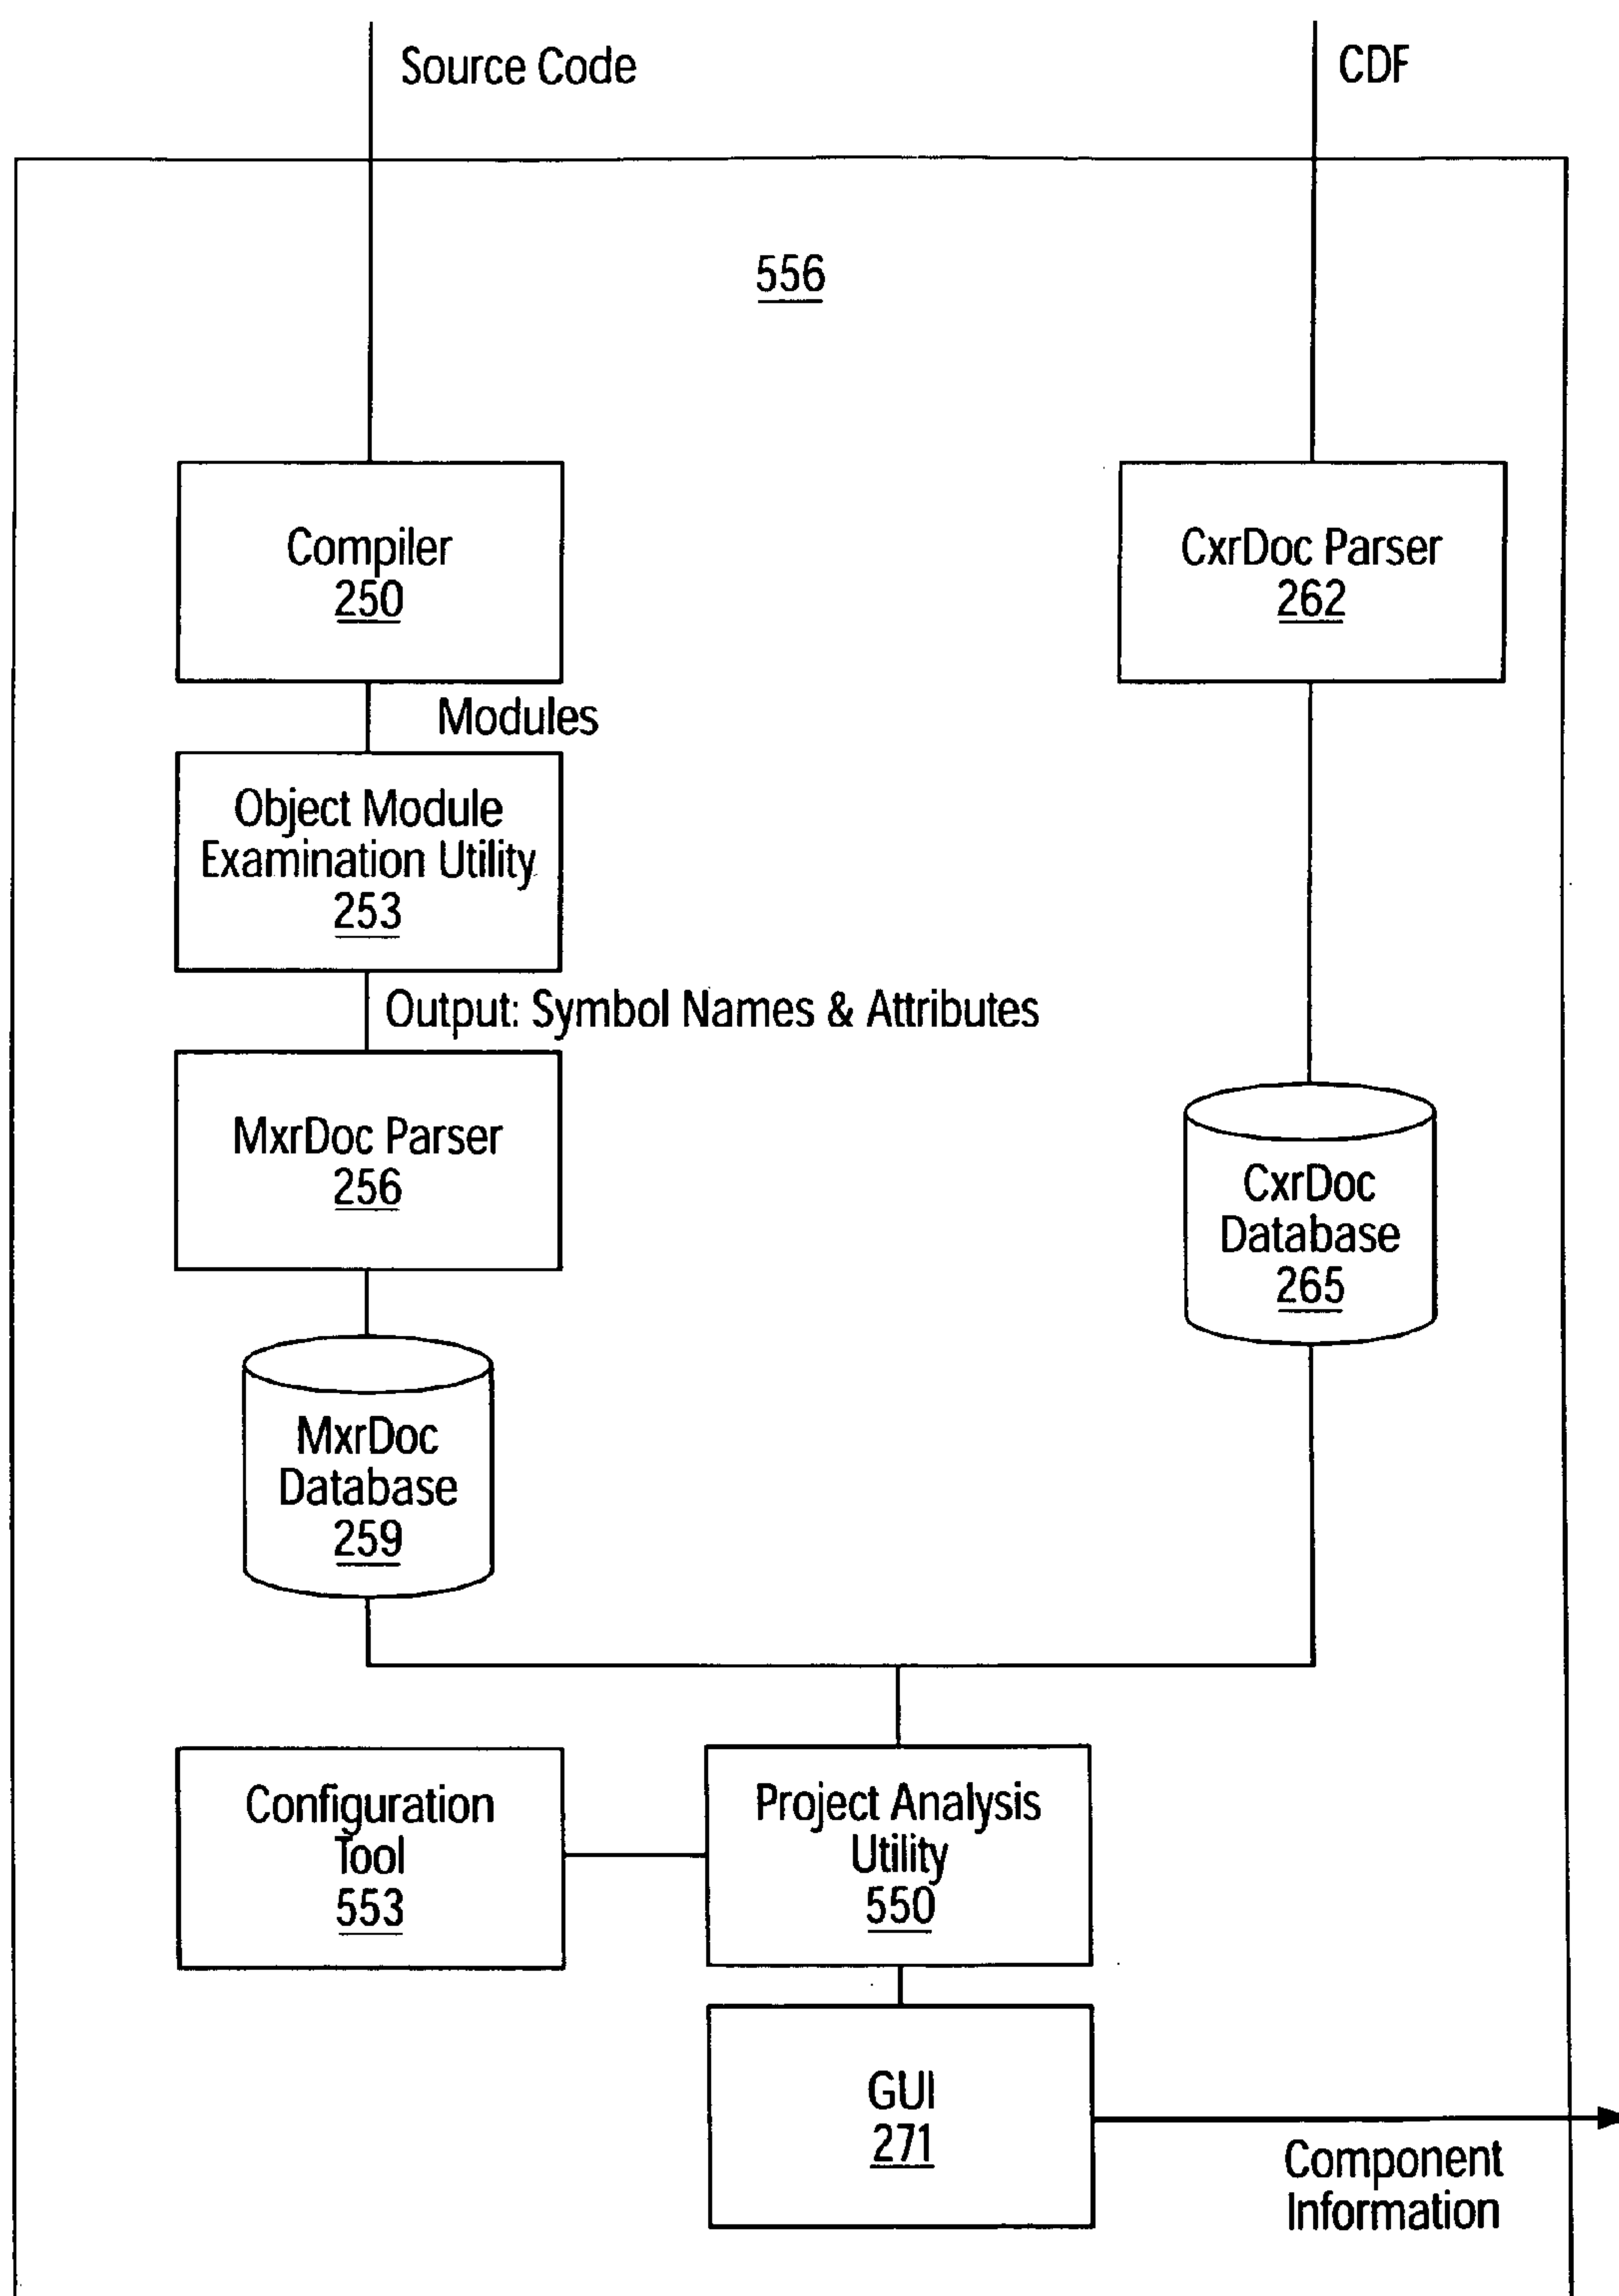 Source Code
CDF
556
Compiler
250
CxrDoc Parser
262
Modules
Object Module
Examination Utility
253
Output: Symbol Names & Attributes
MxrDoc Parser
256
CxrDoc
Database
265
MxrDoc
Database
259
Configuration
Tool
553
Project Analysis
Utility
550
GUI
271
Component
Information